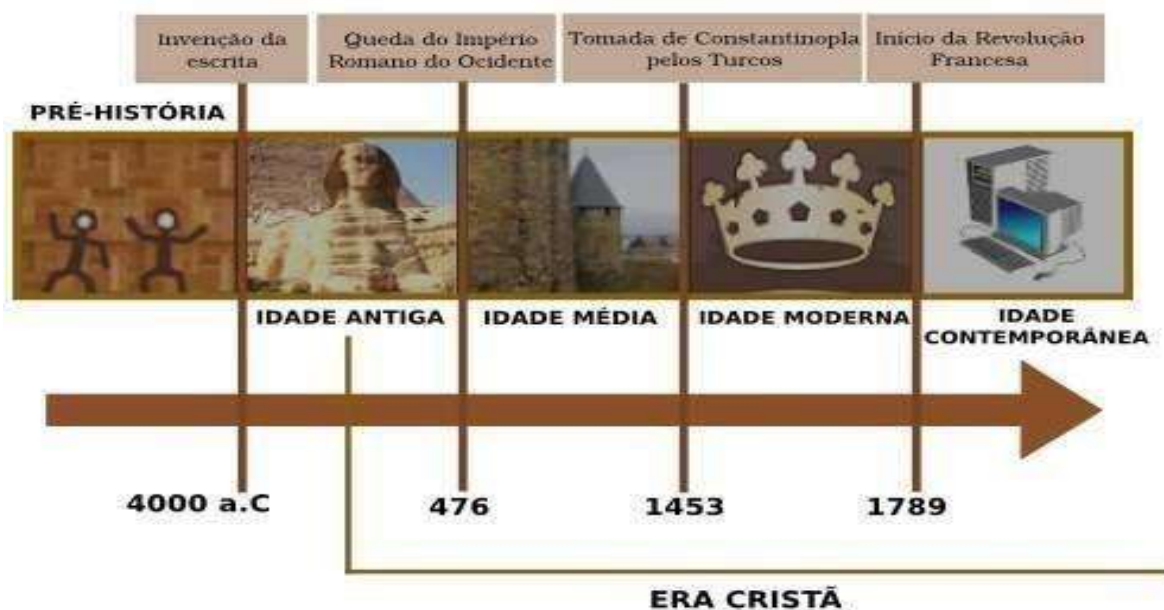 Invenção da
escrita
Queda do Império
Romano do Ocidente
Tomada de Constantinopla
pelos Turcos
Início da Revolução
Francesa
PRÉ-HISTÓRIA
IDADE ANTIGA
IDADE MÉDIA
IDADE MODERNA
IDADE
CONTEMPORÂNEA
4000 a.C
476
1453
1789
ERA CRISTÃ